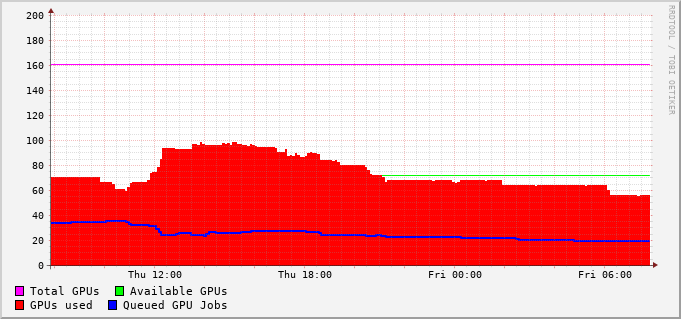 200
180
160
140
120
100
80
60
40
20
0
Thu 12:00 Thu 18:00 Fri 00:00 Fri 06:00
Total GPUs Available GPUs
GPUs used Queued GPU Jobs
RRDTOOL / TOBI OETIKER